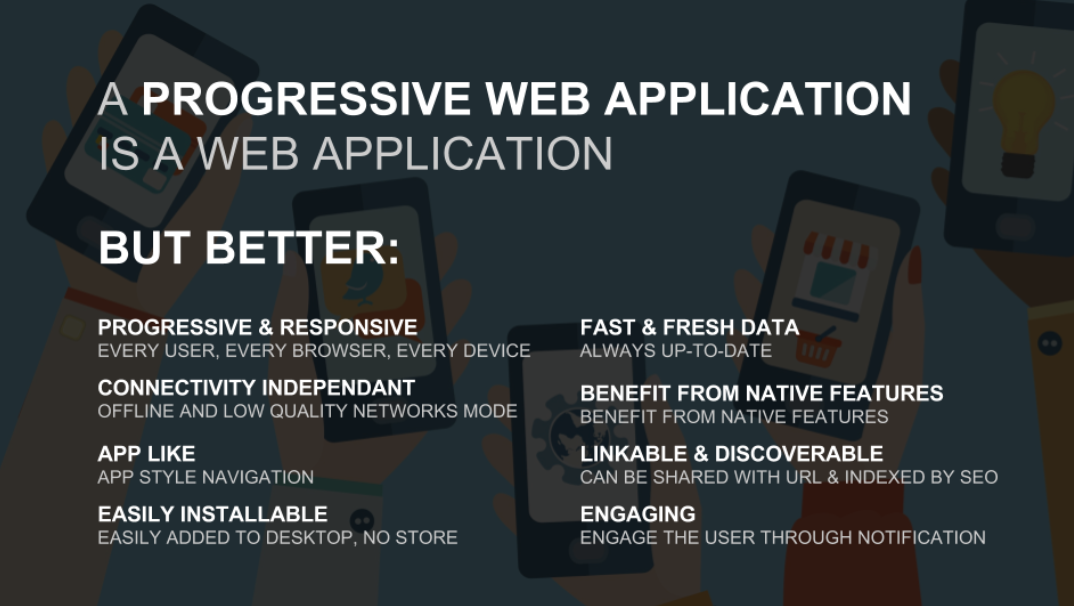 A PROGRESSIVE WEB APPLICATION
IS A WEB APPLICATION
BUT BETTER:
PROGRESSIVE & RESPONSIVE
EVERY USER, EVERY BROWSER, EVERY DEVICE
CONNECTIVITY INDEPENDANT
OFFLINE AND LOW QUALITY NETWORKS MODE
APP LIKE
APP STYLE NAVIGATION
EASILY INSTALLABLE
EASILY ADDED TO DESKTOP, NO STORE
FAST & FRESH DATA
ALWAYS UP-TO-DATE
BENEFIT FROM NATIVE FEATURES
BENEFIT FROM NATIVE FEATURES
LINKABLE & DISCOVERABLE
CAN BE SHARED WITH URL & INDEXED BY SEO
ENGAGING
ENGAGE THE USER THROUGH NOTIFICATION